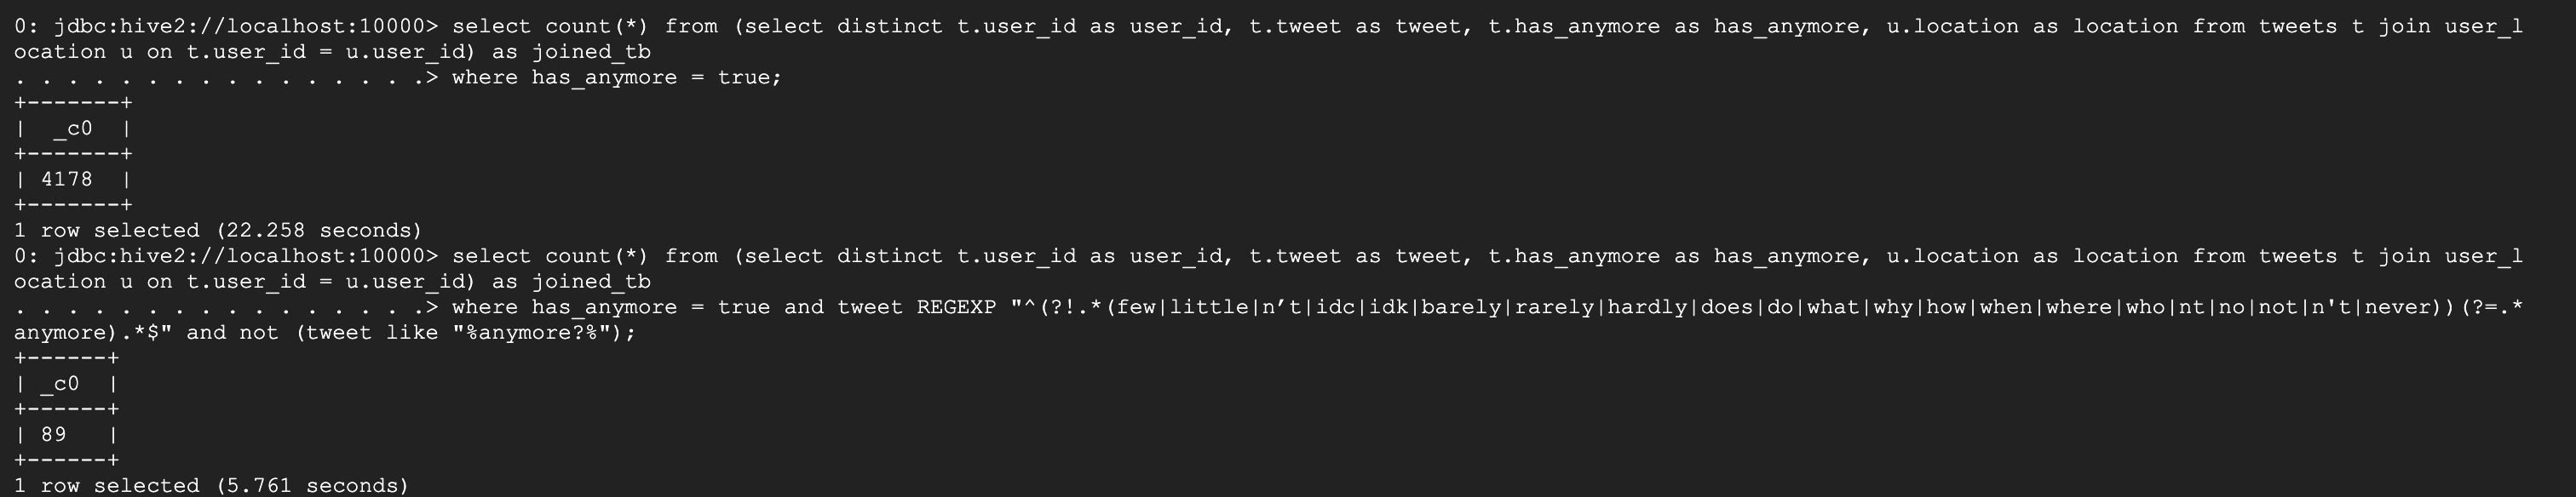 0: jdbc:hive2://localhost:10000> select count(*) from (select distinct t.user_id as user_id, t.tweet as tweet, t.has_anymore as has_anymore, u.location as location from tweets t join user_l
ocation u on t.user_id = u.user_id) as joined_tb
. . . . . . . . . . . . . . . .> where has_anymore = true;
+-------+
|  _c0  |
+-------+
| 4178  |
+-------+
1 row selected (22.258 seconds)
0: jdbc:hive2://localhost:10000> select count(*) from (select distinct t.user_id as user_id, t.tweet as tweet, t.has_anymore as has_anymore, u.location as location from tweets t join user_l
ocation u on t.user_id = u.user_id) as joined_tb
. . . . . . . . . . . . . . . .> where has_anymore = true and tweet REGEXP "^(?!.*(few|little|n’t|idc|idk|barely|rarely|hardly|does|do|what|why|how|when|where|who|nt|no|not|n't|never))(?=.*
anymore).*$" and not (tweet like "%anymore?%");
+------+
| _c0  |
+------+
| 89   |
+------+
1 row selected (5.761 seconds)